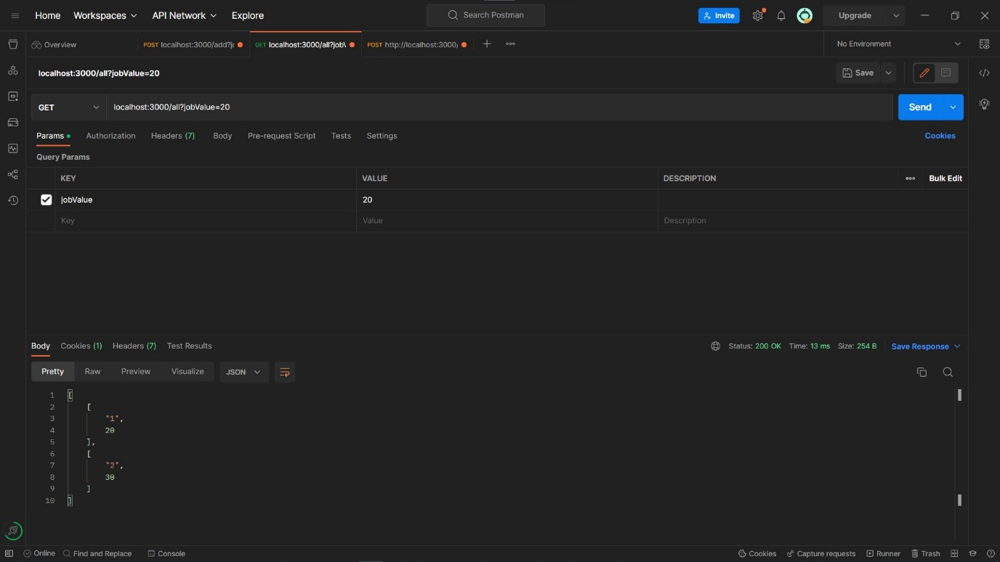 Home Workspaces API Network Explore Search Postman Invite Upgrade
Overview POST localhost:3000/add?jo GET localhost:3000/all?job\ POST http://localhost:3000/ No Environment
localhost:3000/all?jobValue=20 Save
GET localhost:3000/all?jobValue=20 Send
Params Authorization Headers (7) Body Pre-request Script Tests Settings Cookies
Query Params
KEY VALUE DESCRIPTION Bulk Edit
jobValue 20
Key Value Description
Body Cookies (1) Headers (7) Test Results Status: 200 OK Time: 13 ms Size: 254 B Save Response
Pretty Raw Preview Visualize JSON
1 [
2 [
3 "1",
4 20
5 ],
6 [
7 "2",
8 30
9 ]
10 ]
Online Find and Replace Console Cookies Capture requests Runner Trash